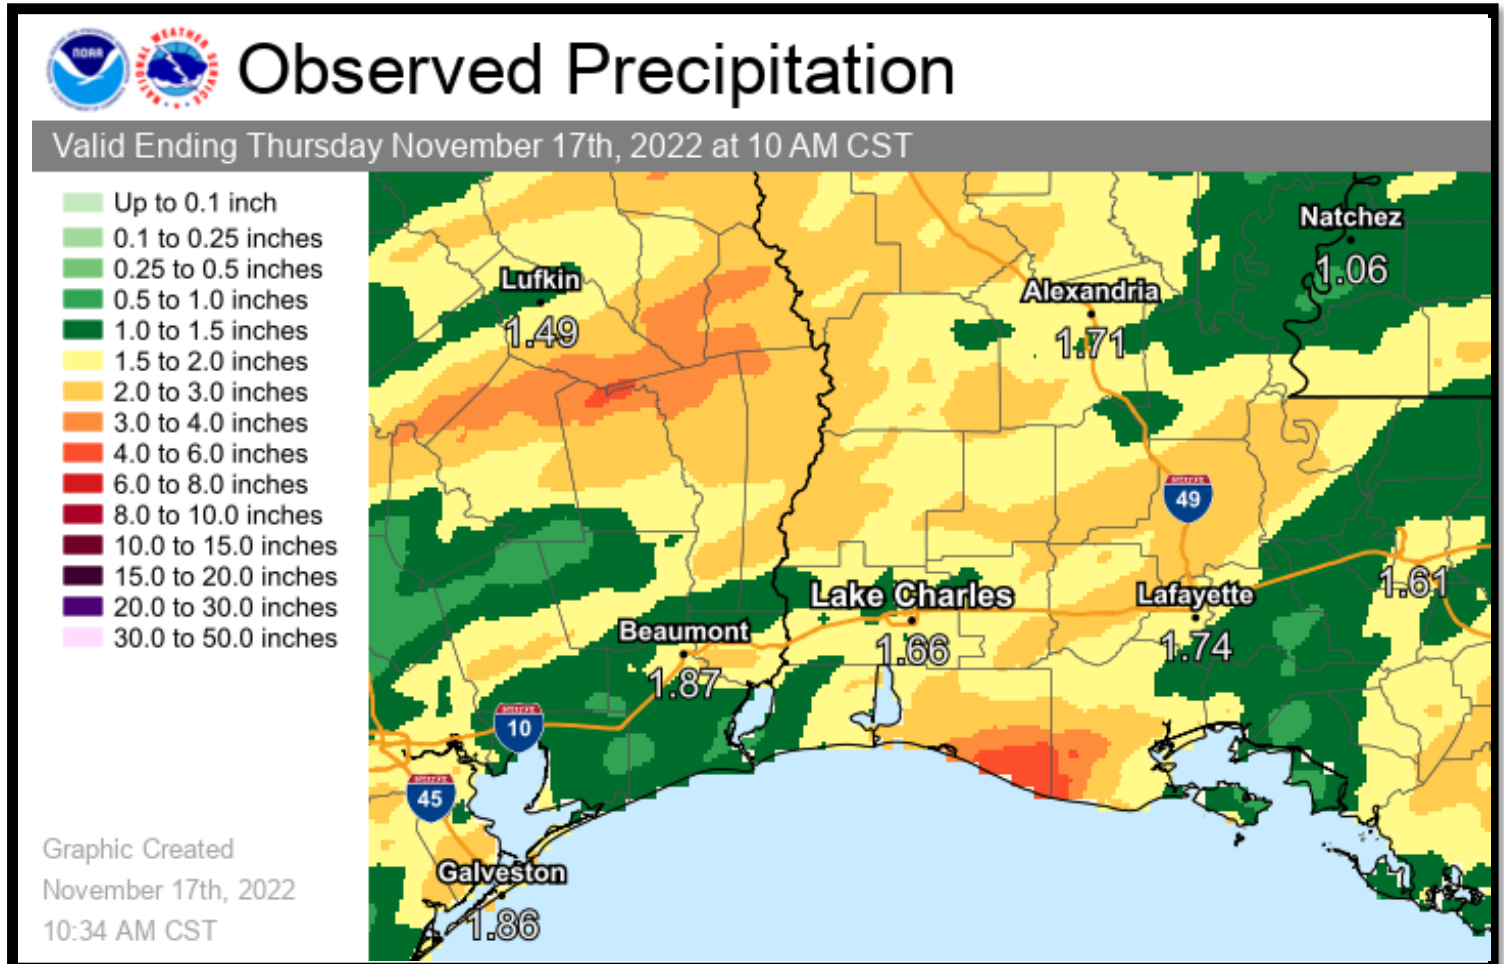 NOAA
NATIONAL WEATHER SERVICE
Observed Precipitation
Valid Ending Thursday November 17th, 2022 at 10 AM CST
Up to 0.1 inch
0.1 to 0.25 inches
0.25 to 0.5 inches
0.5 to 1.0 inches
1.0 to 1.5 inches
1.5 to 2.0 inches
2.0 to 3.0 inches
3.0 to 4.0 inches
4.0 to 6.0 inches
6.0 to 8.0 inches
8.0 to 10.0 inches
10.0 to 15.0 inches
15.0 to 20.0 inches
20.0 to 30.0 inches
30.0 to 50.0 inches
Graphic Created
November 17th, 2022
10:34 AM CST
Natchez
1.06
Lufkin
1.49
Alexandria
1.71
49
Lake Charles
1.66
Lafayette
1.74
1.61
Beaumont
1.87
10
45
Galveston
1.86